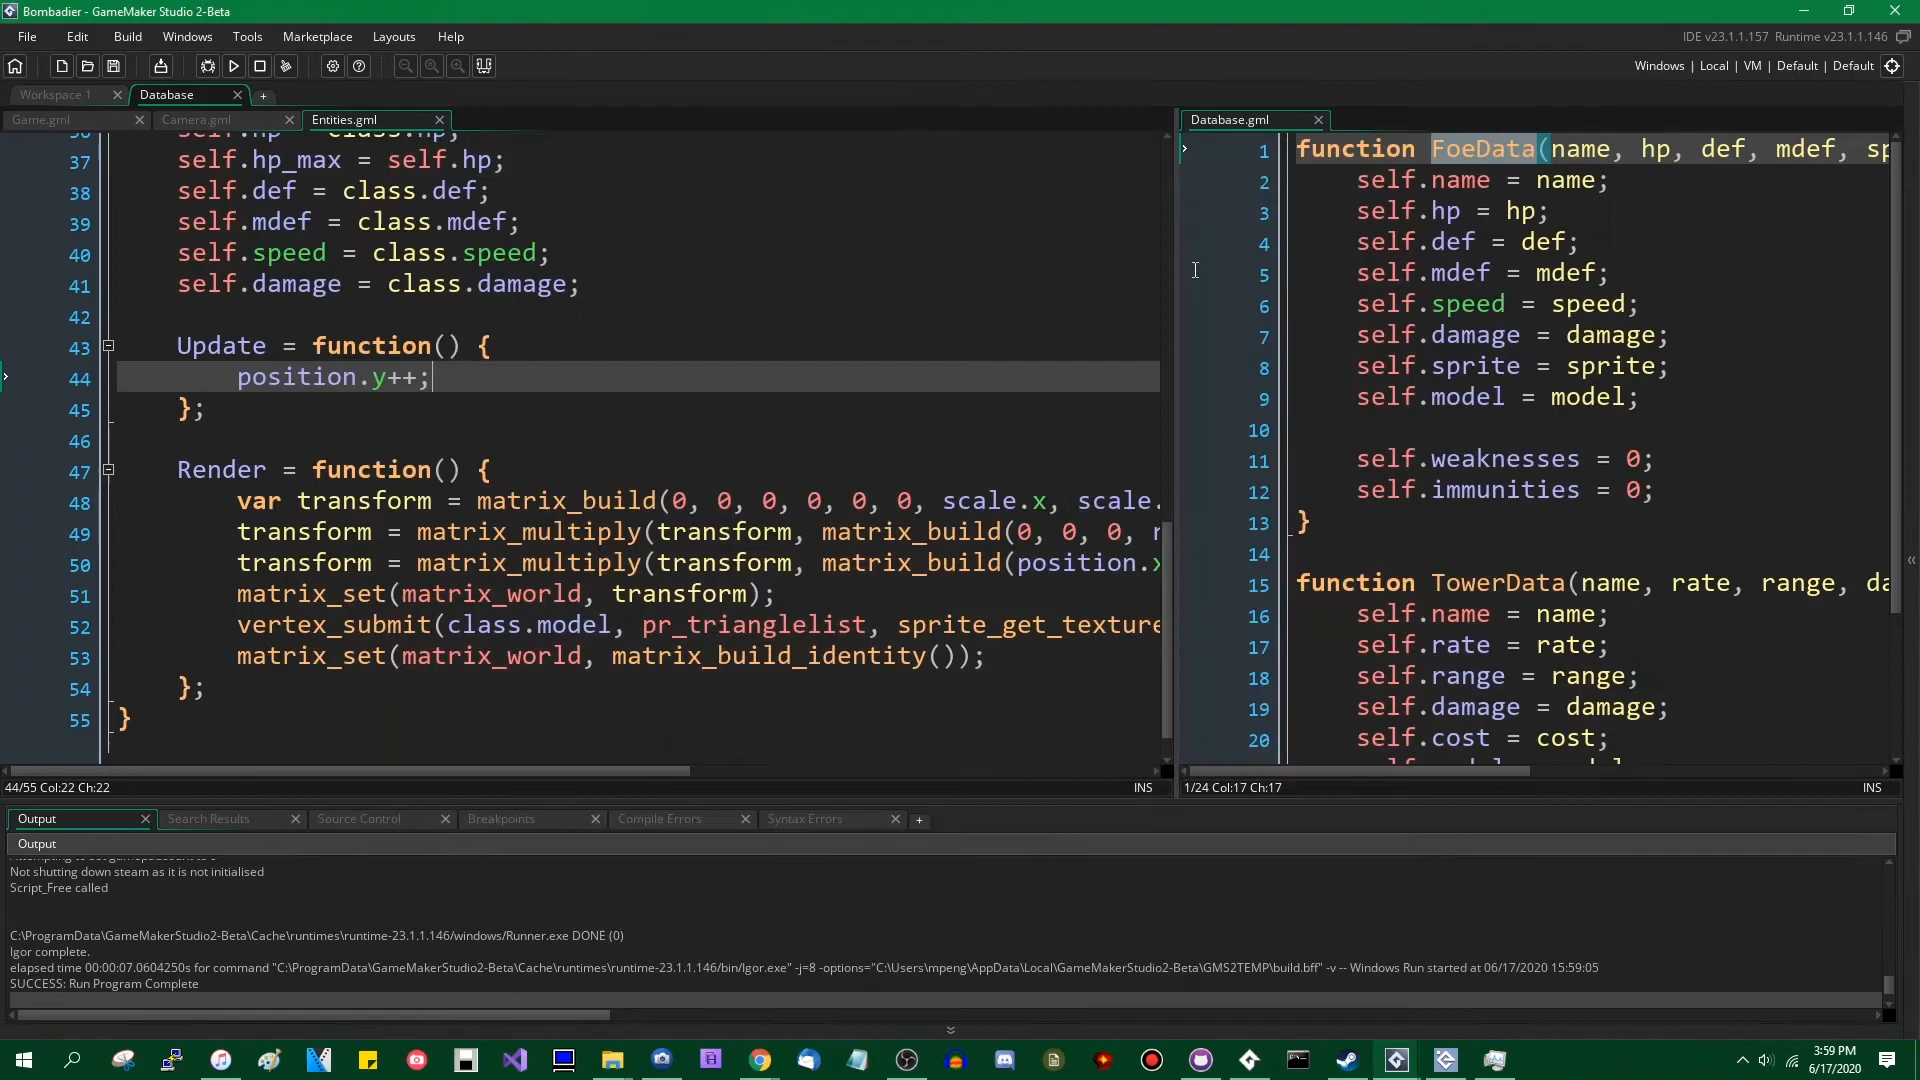 Bombadier - GameMaker Studio 2-Beta
File Edit Build Windows Tools Marketplace Layouts Help
IDE v23.1.1.157 Runtime v23.1.1.146
Windows | Local | VM | Default | Default
Workspace 1 Database
Game.gml Camera.gml Entities.gml
37 self.hp_max = self.hp;
38 self.def = class.def;
39 self.mdef = class.mdef;
40 self.speed = class.speed;
41 self.damage = class.damage;
42
43 Update = function() {
44 position.y++;
45 };
46
47 Render = function() {
48 var transform = matrix_build(0, 0, 0, 0, 0, 0, scale.x, scale.
49 transform = matrix_multiply(transform, matrix_build(0, 0, 0, r
50 transform = matrix_multiply(transform, matrix_build(position.x
51 matrix_set(matrix_world, transform);
52 vertex_submit(class.model, pr_trianglelist, sprite_get_texture
53 matrix_set(matrix_world, matrix_build_identity());
54 };
55 }
44/55 Col:22 Ch:22 INS
Database.gml
1 function FoeData(name, hp, def, mdef, sp
2 self.name = name;
3 self.hp = hp;
4 self.def = def;
5 self.mdef = mdef;
6 self.speed = speed;
7 self.damage = damage;
8 self.sprite = sprite;
9 self.model = model;
10
11 self.weaknesses = 0;
12 self.immunities = 0;
13 }
14
15 function TowerData(name, rate, range, da
16 self.name = name;
17 self.rate = rate;
18 self.range = range;
19 self.damage = damage;
20 self.cost = cost;
1/24 Col:17 Ch:17 INS
Output Search Results Source Control Breakpoints Compile Errors Syntax Errors
Output
Not shutting down steam as it is not initialised
Script_Free called
C:\ProgramData\GameMakerStudio2-Beta\Cache\runtimes\runtime-23.1.1.146/windows/Runner.exe DONE (0)
Igor complete.
elapsed time 00:00:07.0604250s for command "C:\ProgramData\GameMakerStudio2-Beta\Cache\runtimes\runtime-23.1.1.146/bin/Igor.exe" -j=8 -options="C:\Users\mpeng\AppData\Local\GameMakerStudio2-Beta\GMS2TEMP\build.bff" -v -- Windows Run started at 06/17/2020 15:59:05
SUCCESS: Run Program Complete
3:59 PM
6/17/2020